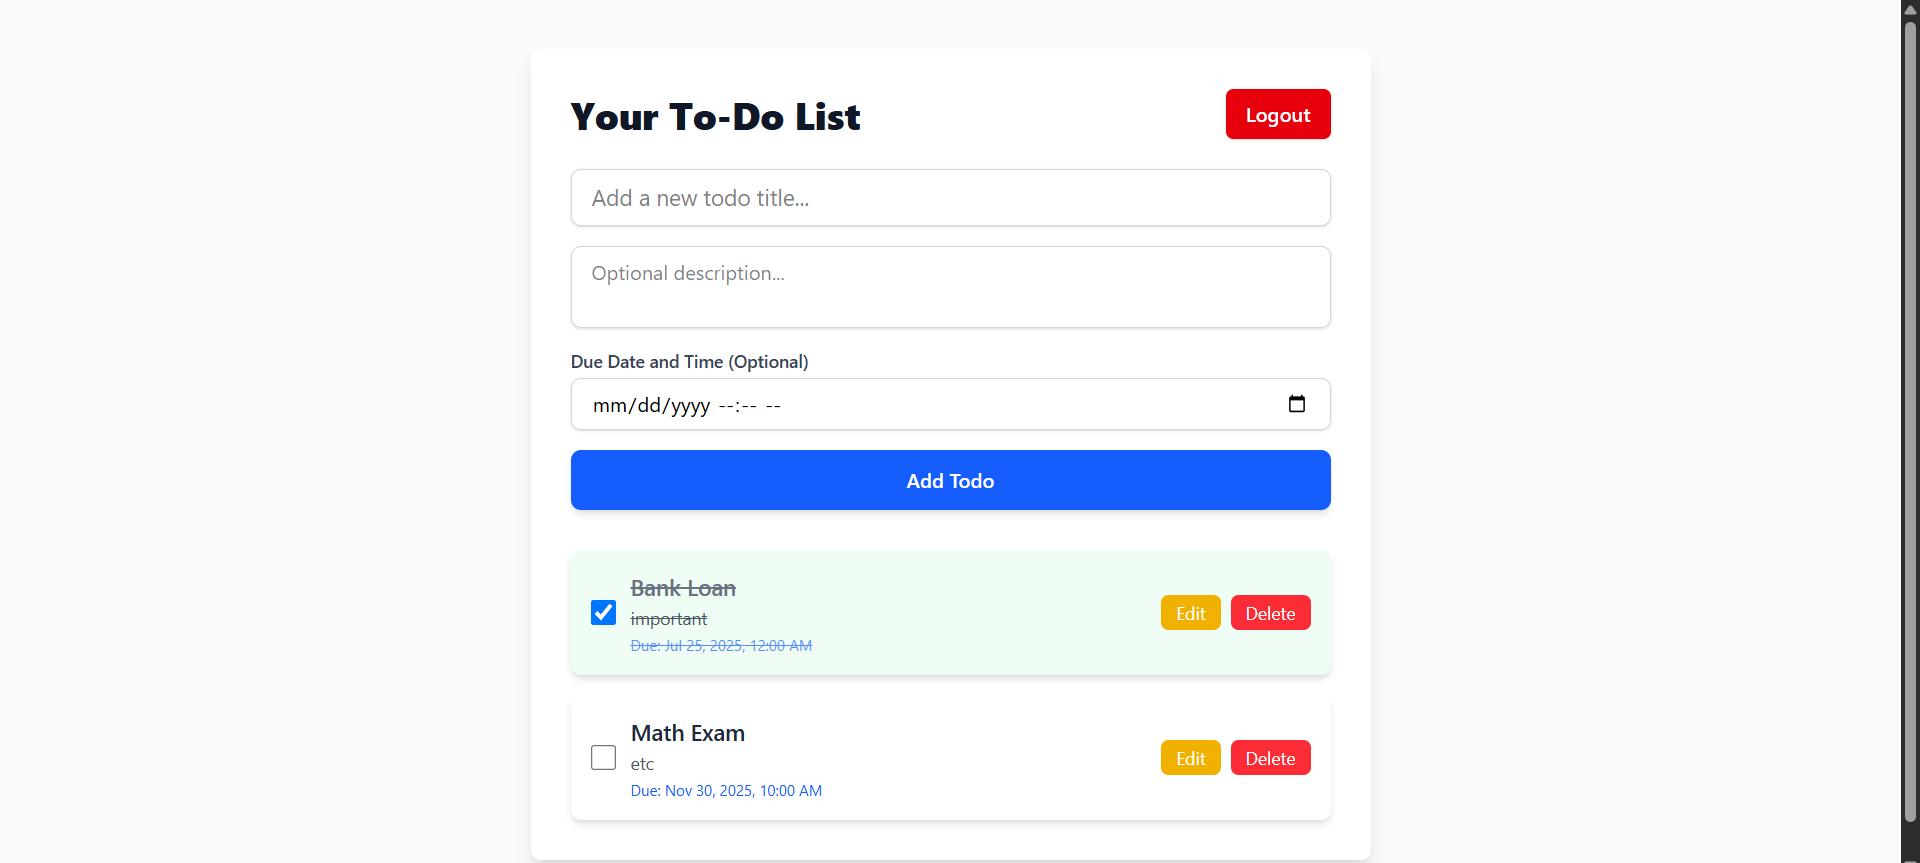 Your To-Do List
Logout
Add a new todo title...
Optional description...
Due Date and Time (Optional)
mm/dd/yyyy --:-- --
Add Todo
Bank Loan
important
Due: Jul 25, 2025, 12:00 AM
Edit
Delete
Math Exam
etc
Due: Nov 30, 2025, 10:00 AM
Edit
Delete